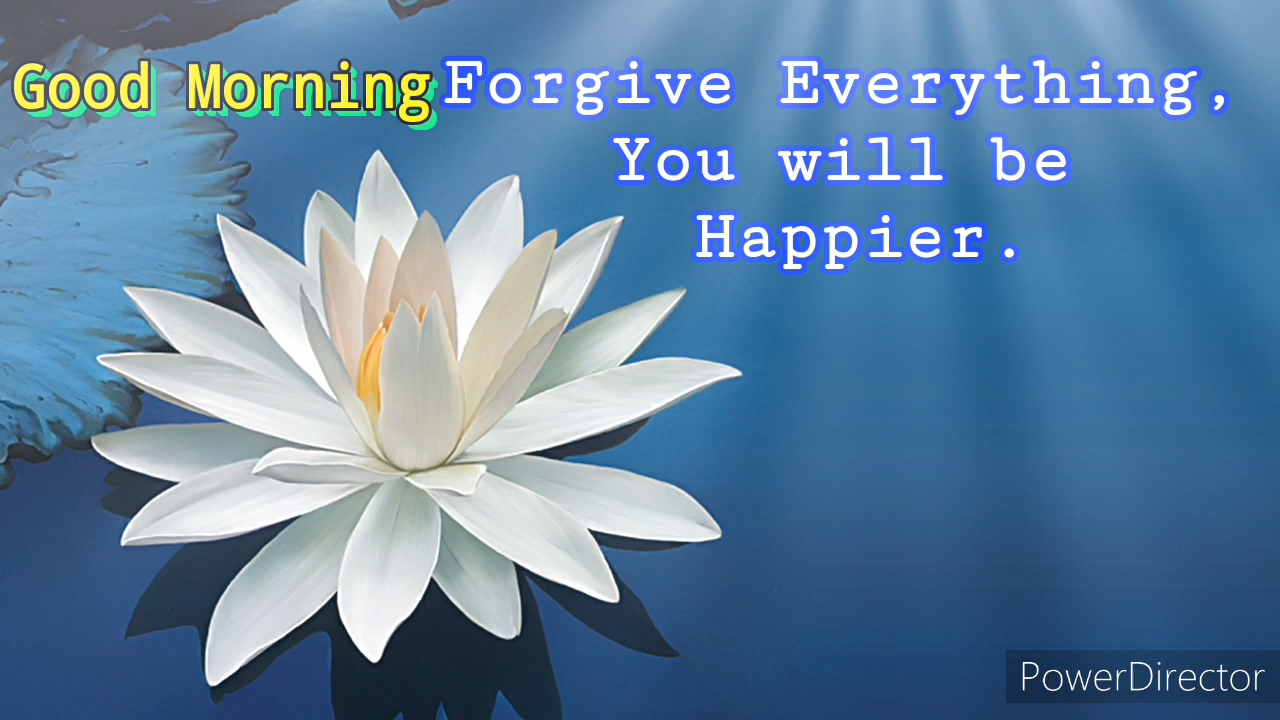 Good Morning
Forgive Everything,
You will be
Happier.
PowerDirector